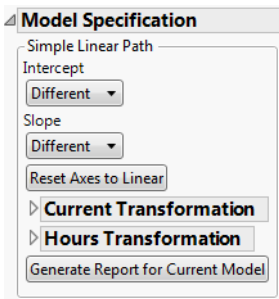 Model Specification
Simple Linear Path
Intercept
Different
Slope
Different
Reset Axes to Linear
Current Transformation
Hours Transformation
Generate Report for Current Model